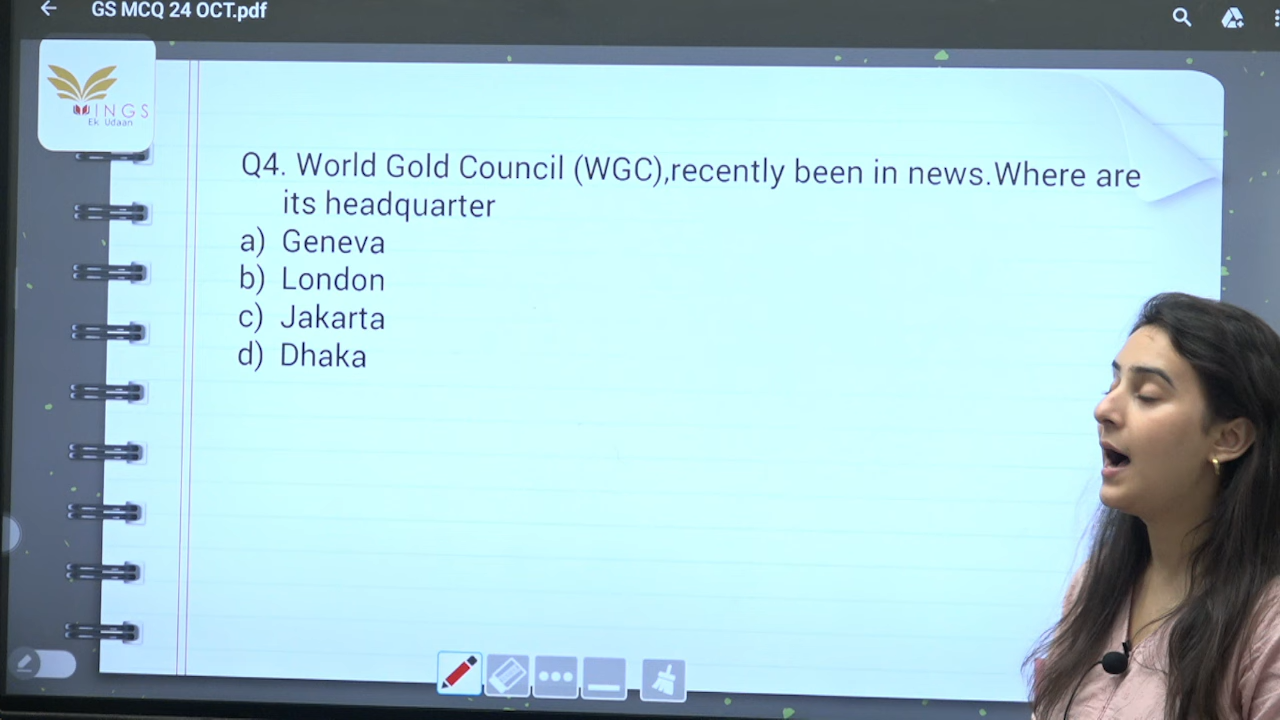 GS MCQ 24 OCT.pdf
WINGS
Ek Udaan
Q4. World Gold Council (WGC),recently been in news.Where are
its headquarter
a) Geneva
b) London
c) Jakarta
d) Dhaka